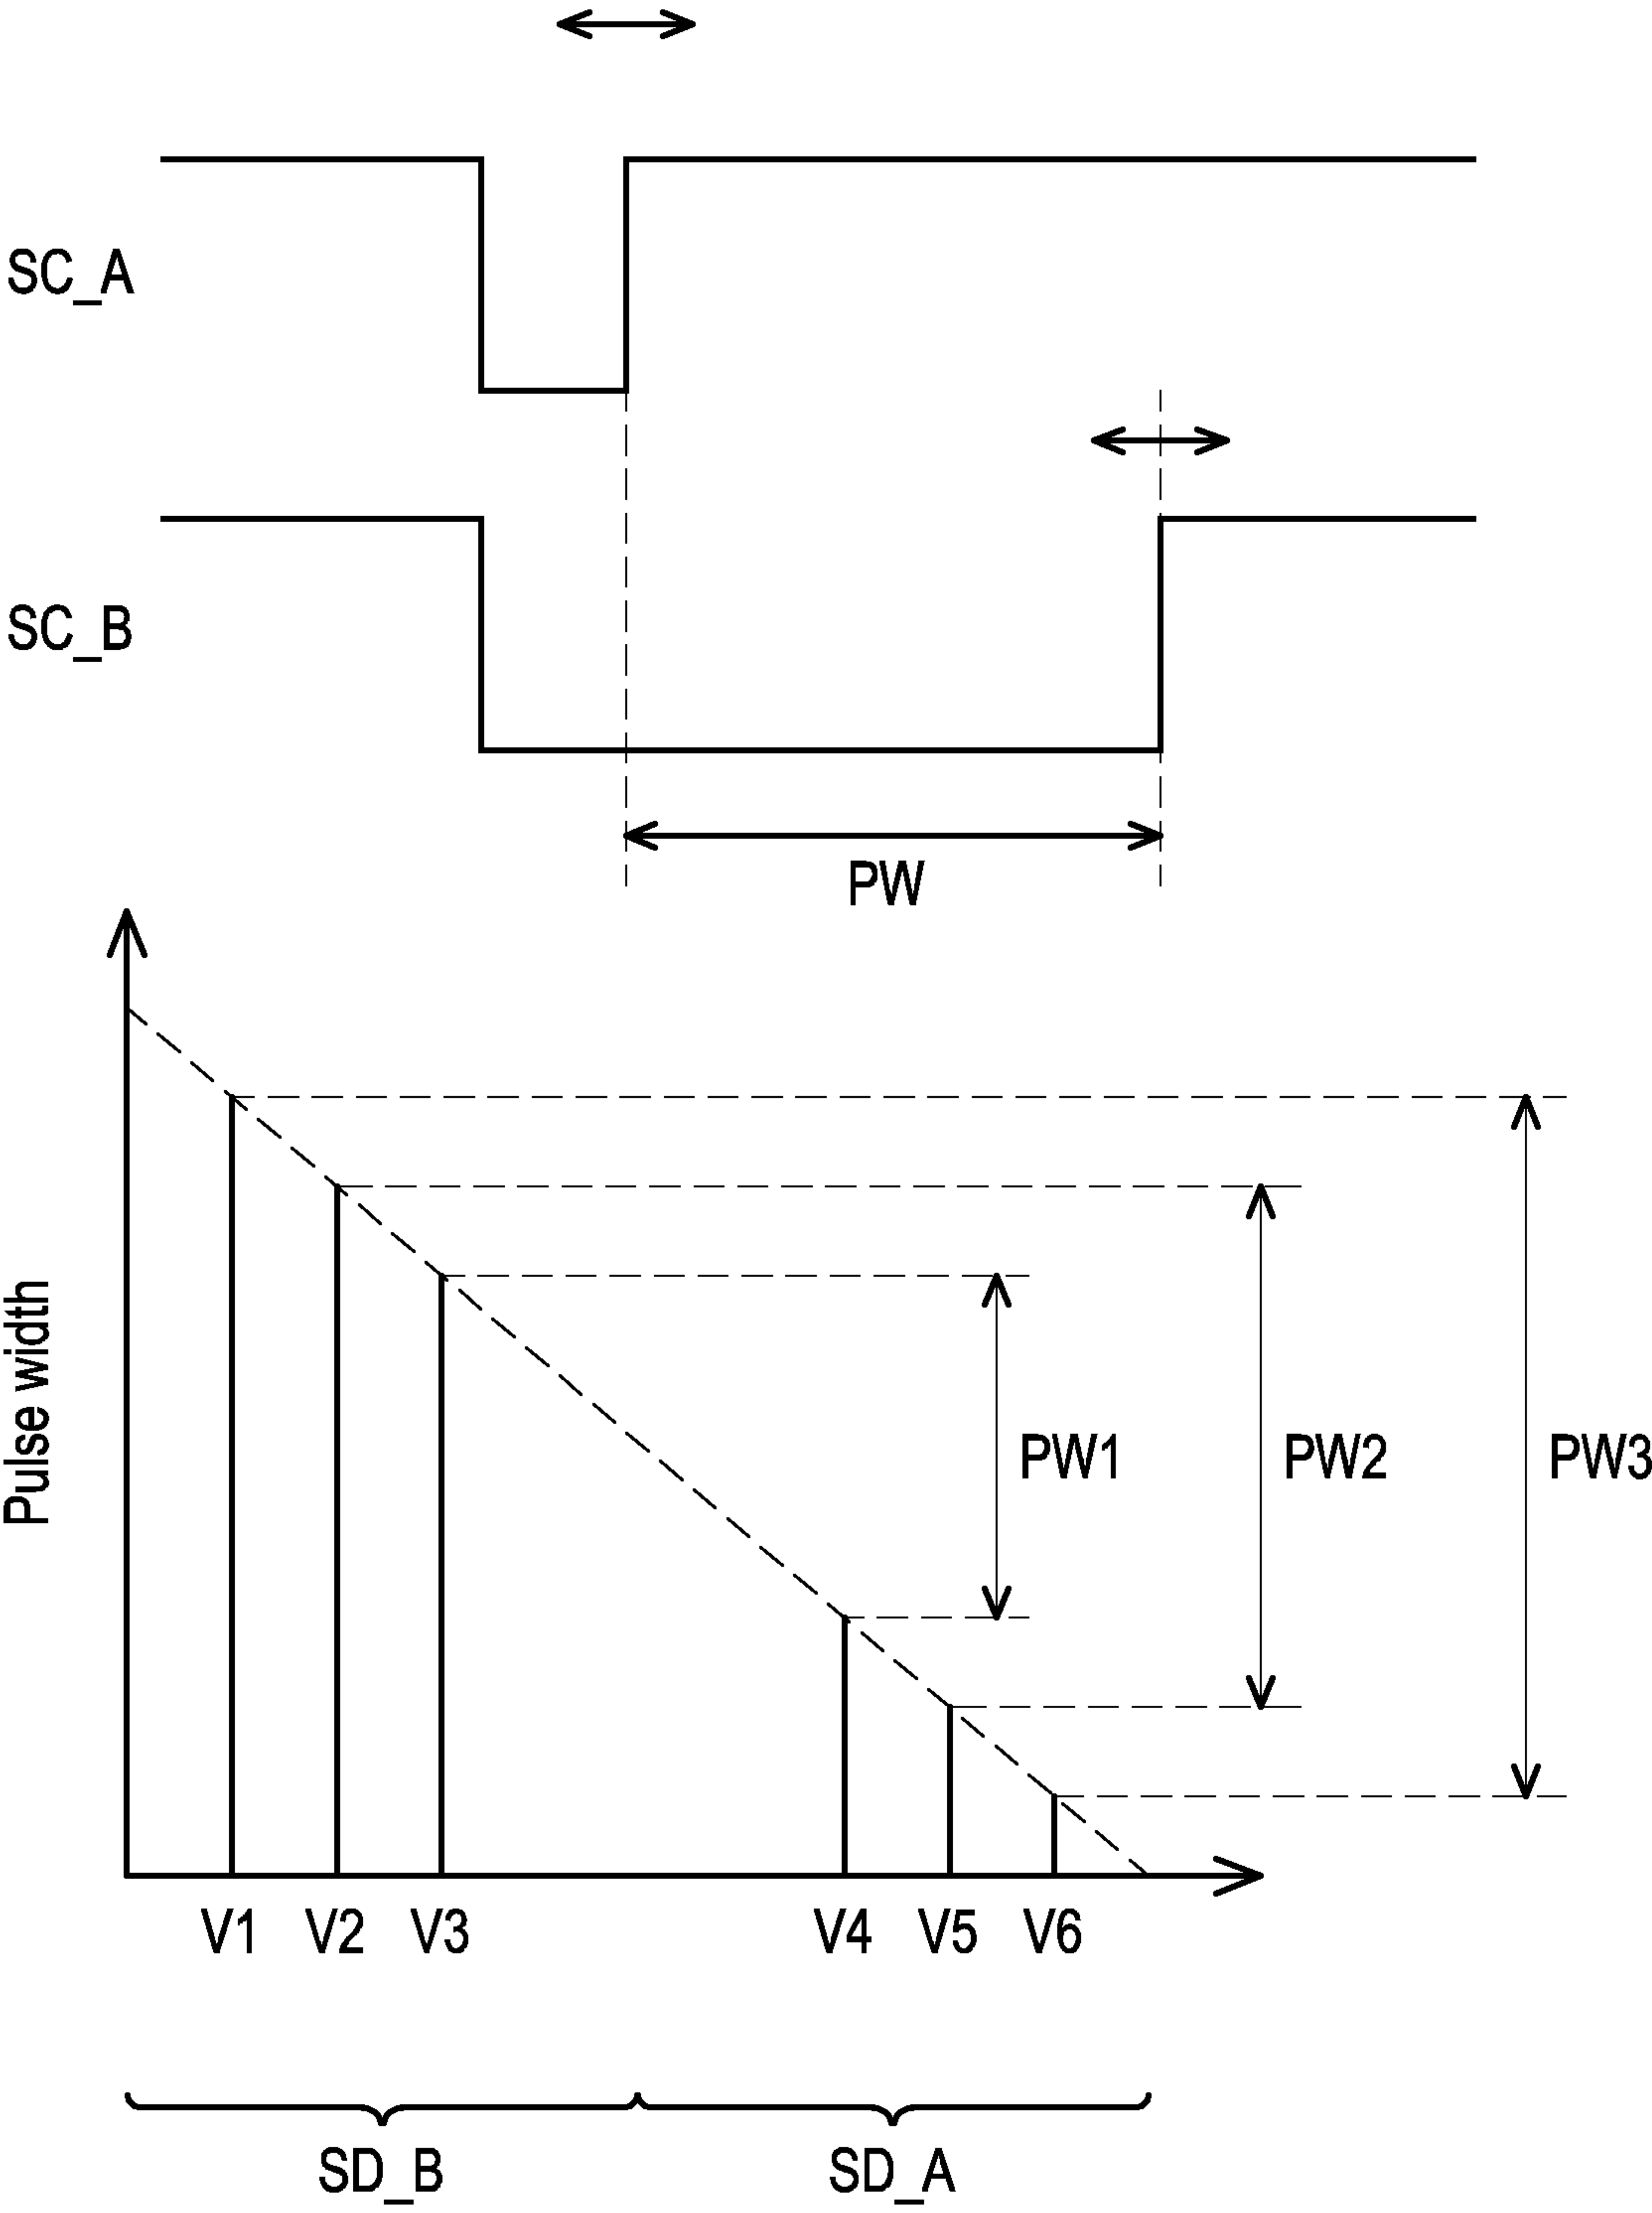 SC_A
SC_B
PW
Pulse width
PW1 PW2 PW3
V1 V2 V3 V4 V5 V6
SD_B SD_A